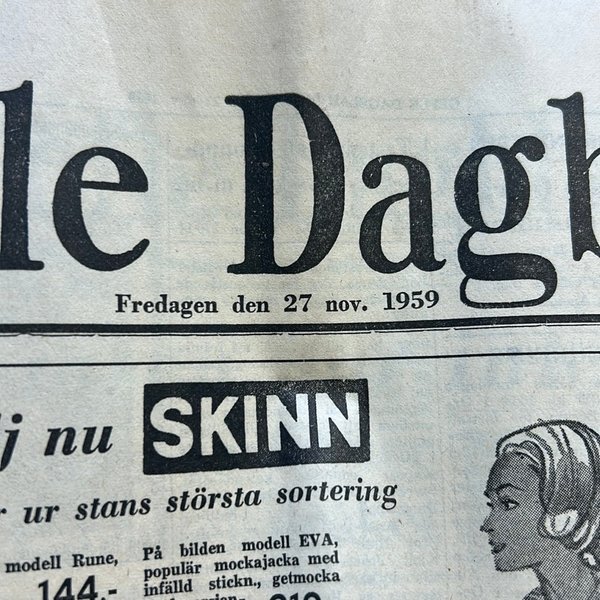 le Dagb
Fredagen den 27 nov. 1959
j nu SKINN
r ur stans största sortering
modell Rune,
144.-
På bilden modell EVA,
populär mockajacka med
infälld stickn., getmocka